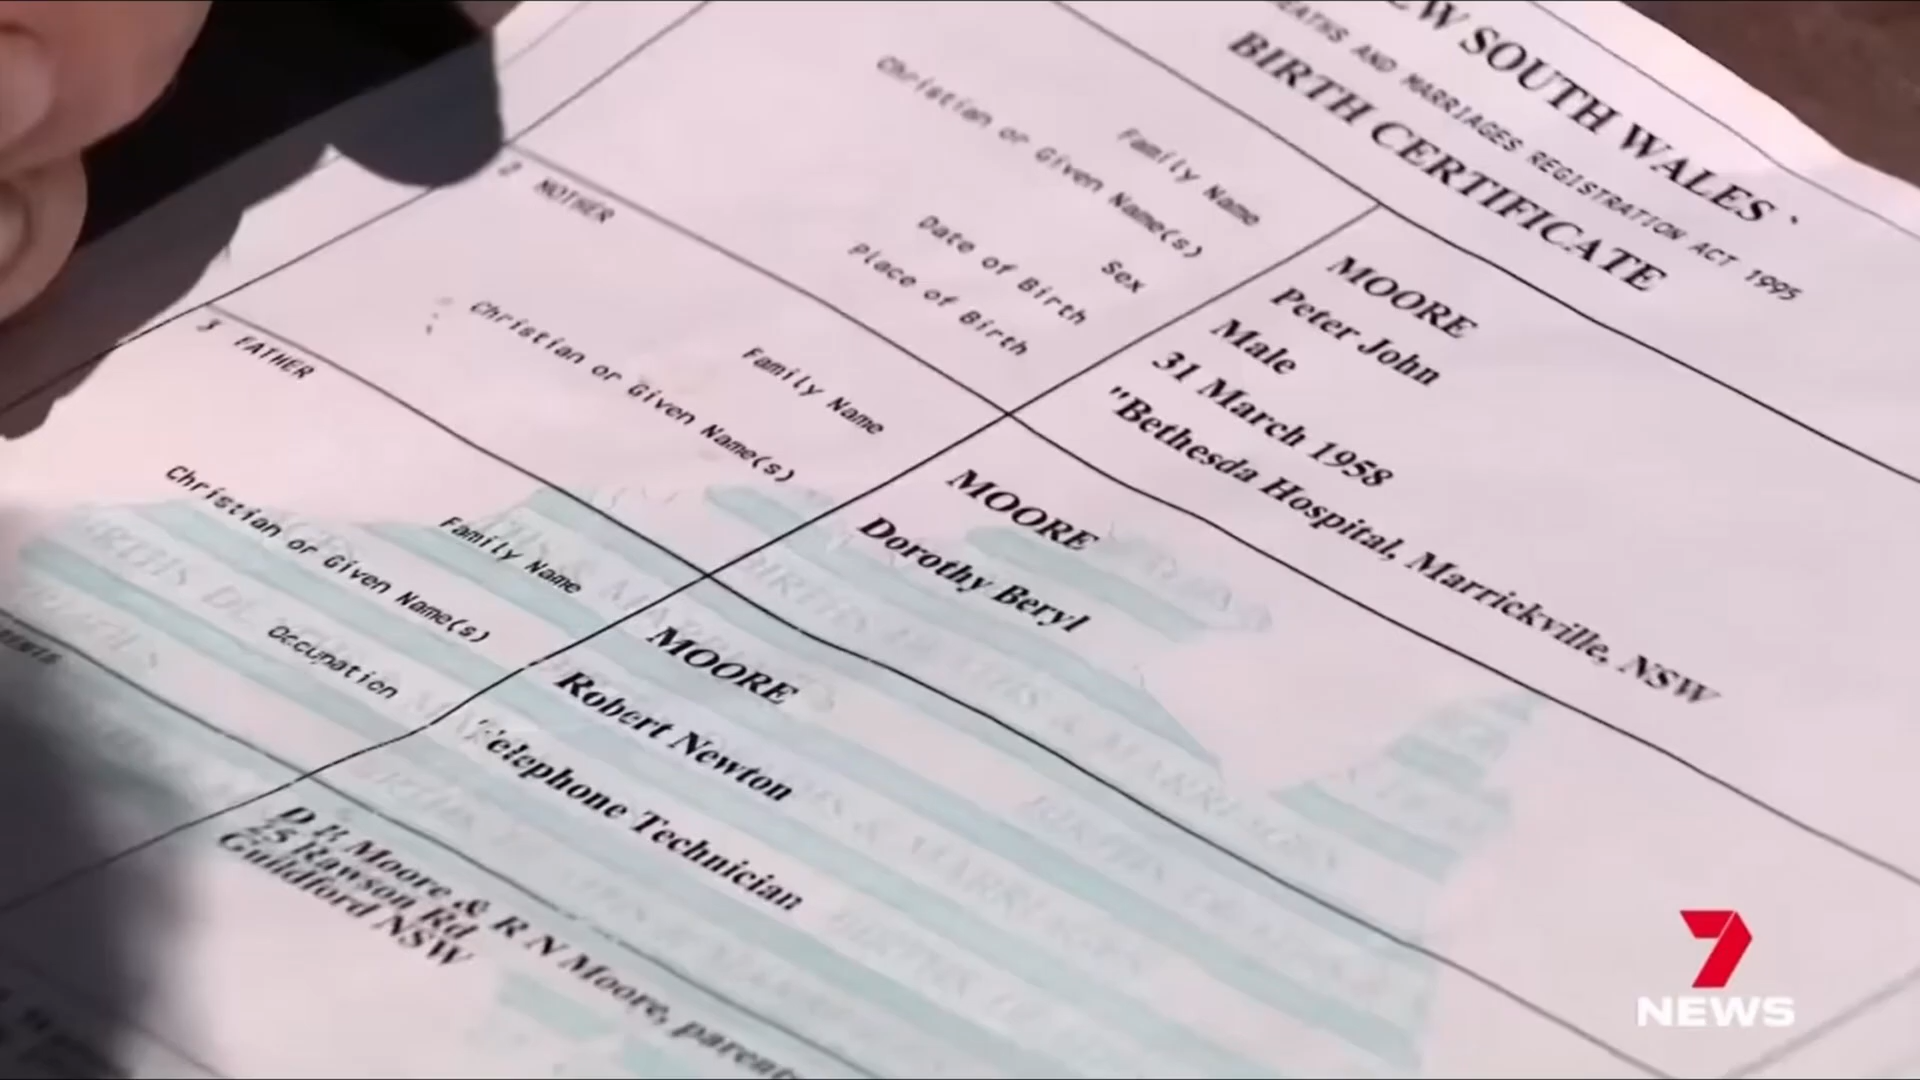 SOUTH WALES
AND MARRIAGES REGISTRATION ACT 1995
BIRTH CERTIFICATE
Family Name MOORE
Christian or Given Name(s) Peter John
Sex Male
Date of Birth 31 March 1958
Place of Birth "Bethesda Hospital, Marrickville, NSW
2 MOTHER
Family Name MOORE
Christian or Given Name(s) Dorothy Beryl
3 FATHER
Family Name MOORE
Christian or Given Name(s) Robert Newton
Occupation Telephone Technician
D B Moore & R N Moore, parents
25 Rawson Rd
Guildford NSW
7
NEWS